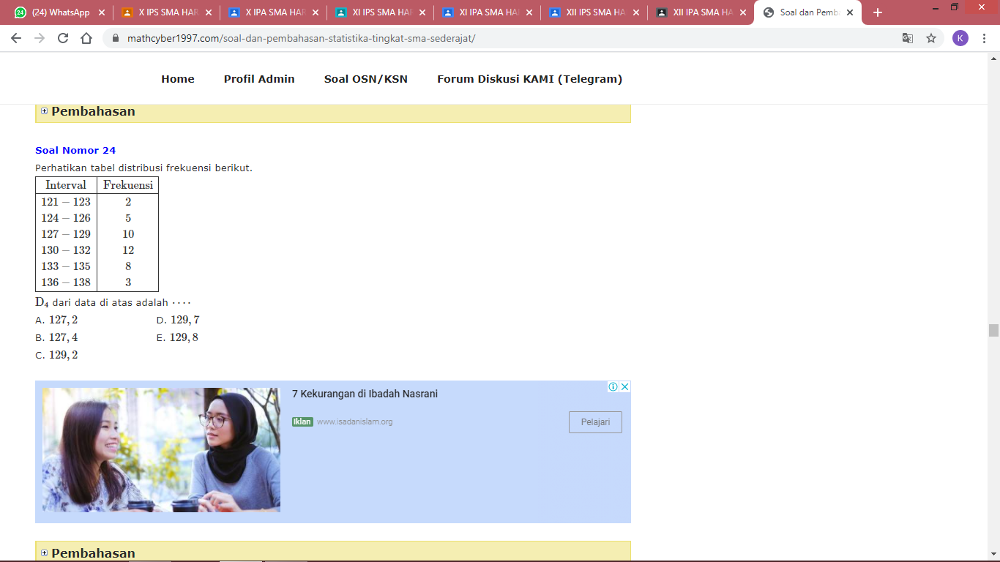 24 (24) WhatsApp
X IPS SMA HAR
X IPA SMA HAR
XI IPS SMA HAR
XI IPA SMA HA
XII IPS SMA HA
XII IPA SMA HA
Soal dan Pemb
mathcyber1997.com/soal-dan-pembahasan-statistika-tingkat-sma-sederajat/
K
Home Profil Admin Soal OSN/KSN Forum Diskusi KAMI (Telegram)
Pembahasan
Soal Nomor 24
Perhatikan tabel distribusi frekuensi berikut.
Interval Frekuensi
121 − 123 2
124 − 126 5
127 − 129 10
130 − 132 12
133 − 135 8
136 − 138 3
D₄ dari data di atas adalah ⋯⋅
A. 127,2 D. 129,7
B. 127,4 E. 129,8
C. 129,2
7 Kekurangan di Ibadah Nasrani
Iklan www.isadanislam.org
Pelajari
Pembahasan